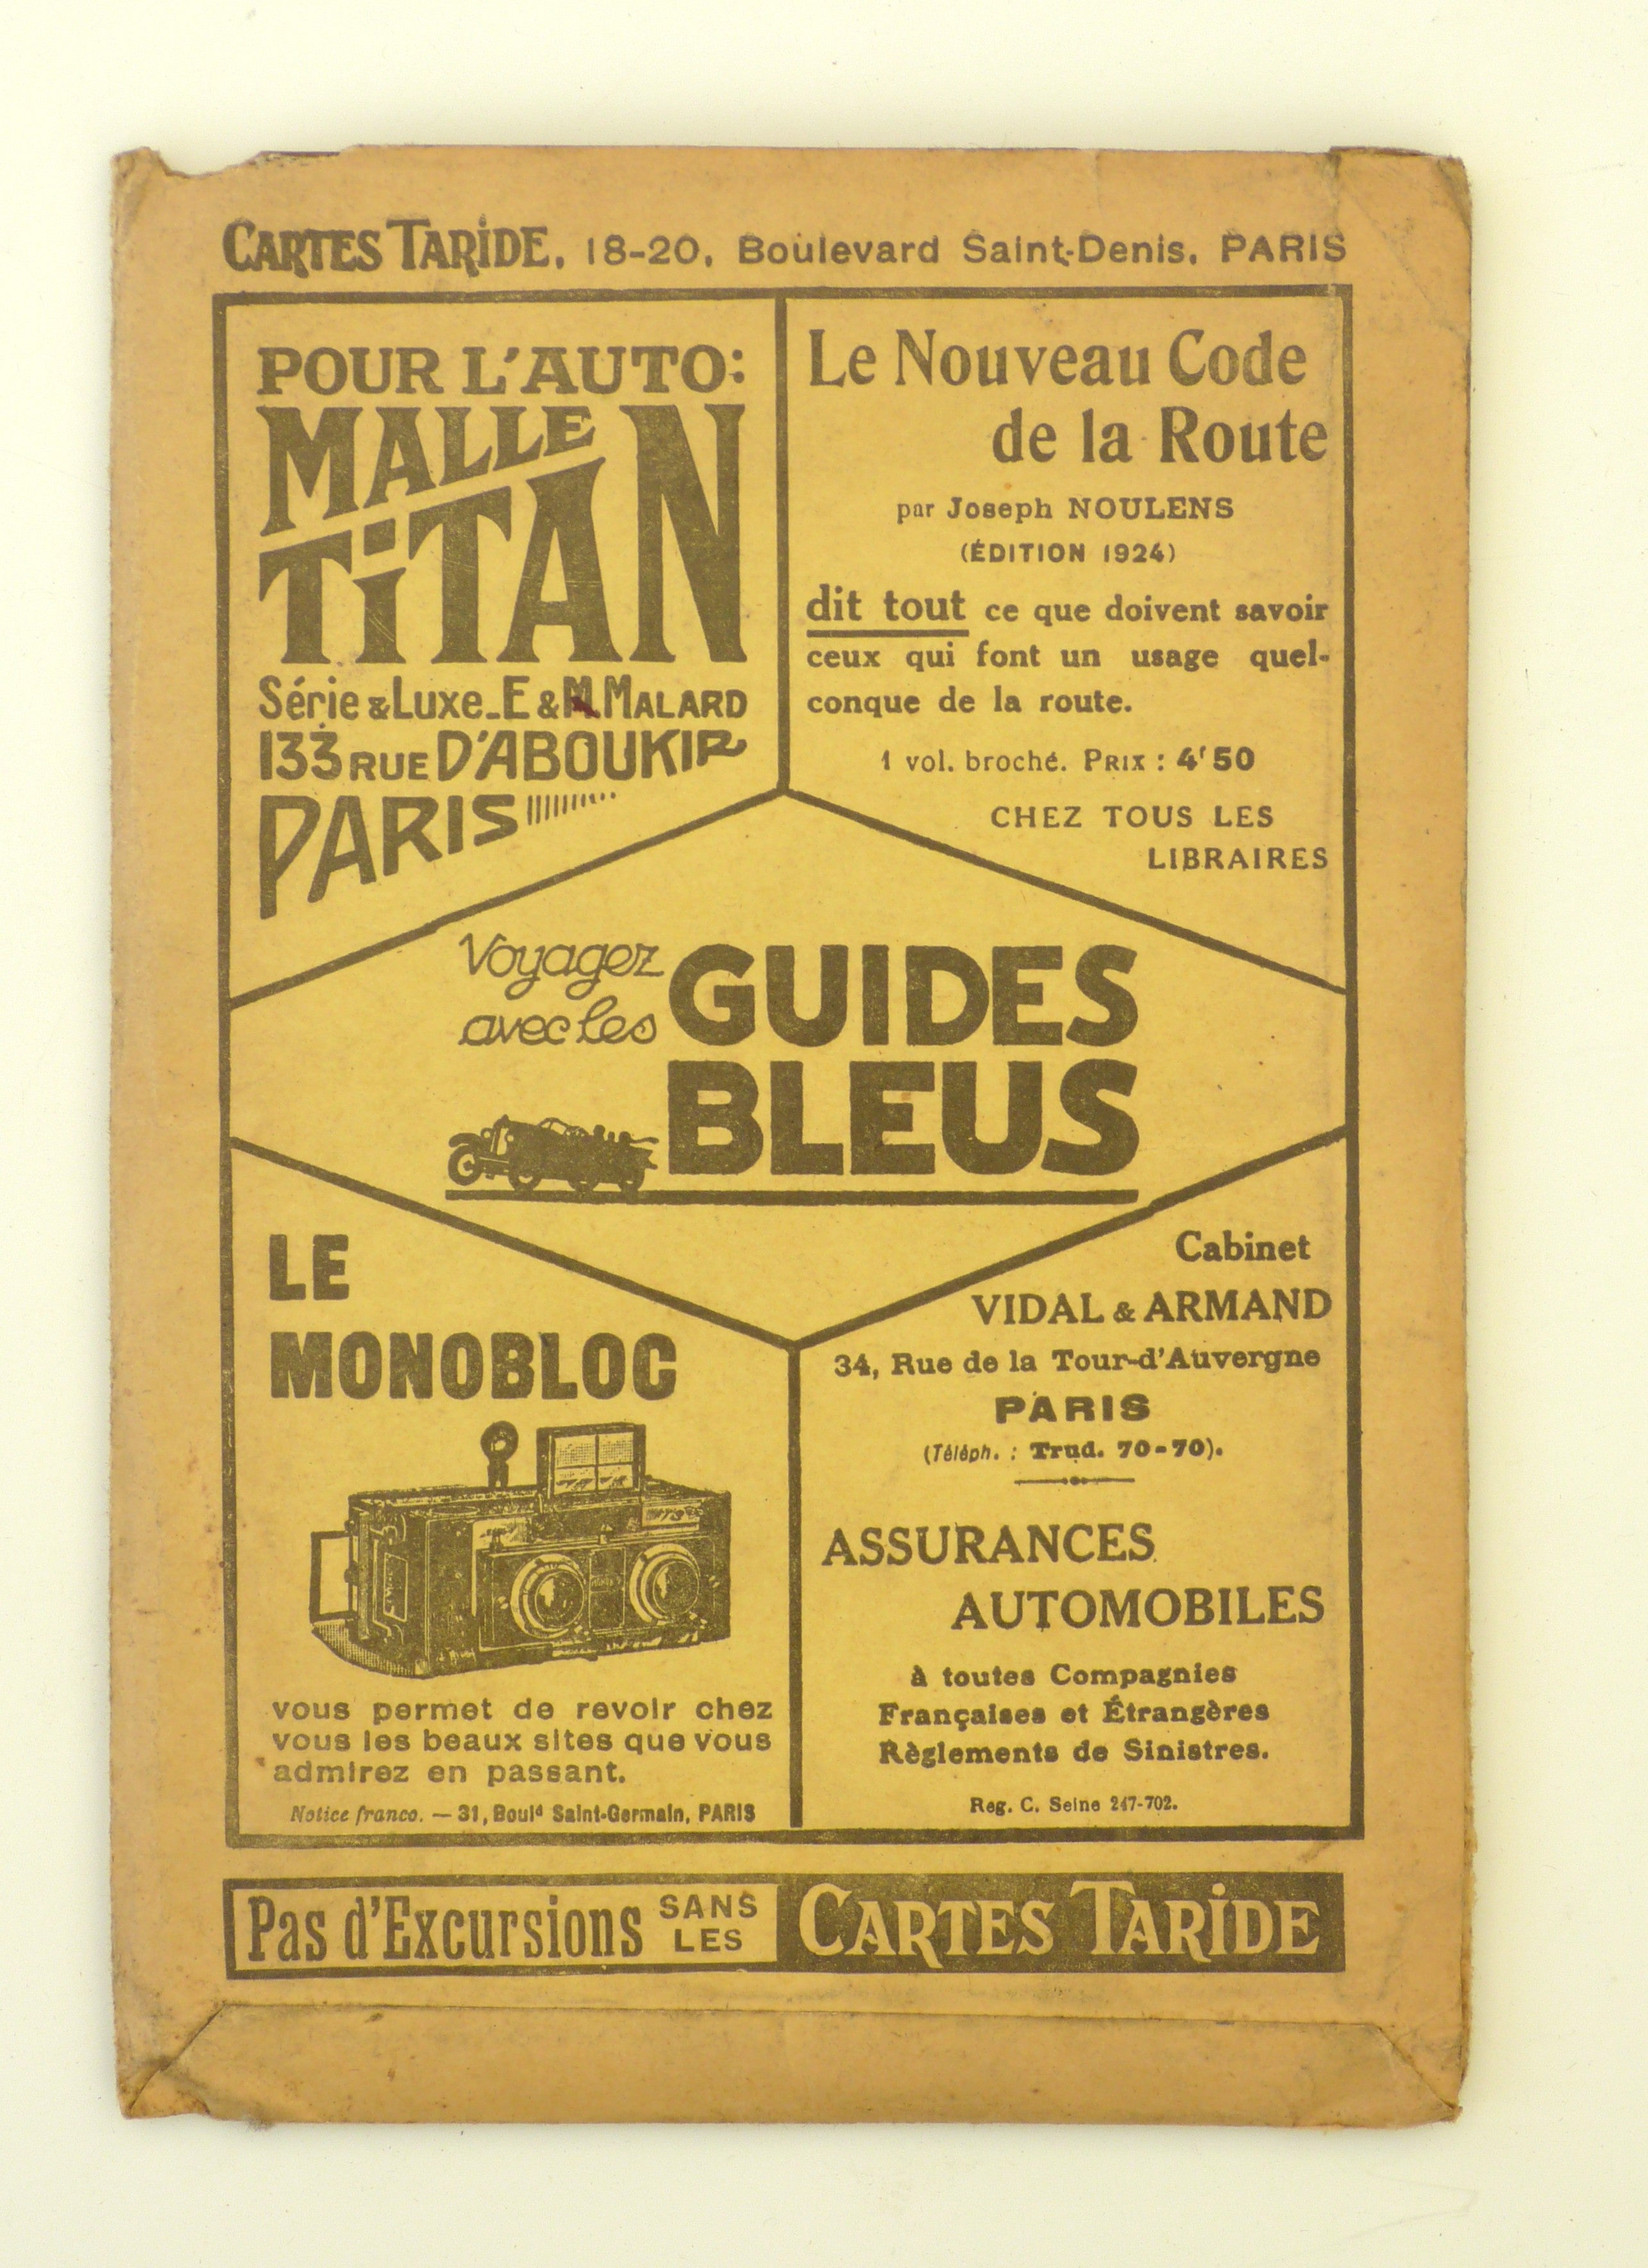 CARTES TARIDE, 18-20, Boulevard Saint-Denis, PARIS
POUR L'AUTO:
MALLE
TITAN
Série & Luxe_E & M MALARD
133 RUE D'ABOUKIR
PARIS
Le Nouveau Code
de la Route
par Joseph NOULENS
(ÉDITION 1924)
dit tout ce que doivent savoir
ceux qui font un usage quel-
conque de la route.
1 vol. broché. PRIX : 4f 50
CHEZ TOUS LES
LIBRAIRES
Voyagez
avec les
GUIDES
BLEUS
LE
MONOBLOC
vous permet de revoir chez
vous les beaux sites que vous
admirez en passant.
Notice franco. — 31, Bould Saint-Germain, PARIS
Cabinet
VIDAL & ARMAND
34, Rue de la Tour-d'Auvergne
PARIS
(Téléph. : Trud. 70-70).
ASSURANCES
AUTOMOBILES
à toutes Compagnies
Françaises et Étrangères
Règlements de Sinistres.
Reg. C. Seine 247-702.
Pas d'Excursions SANS LES CARTES TARIDE